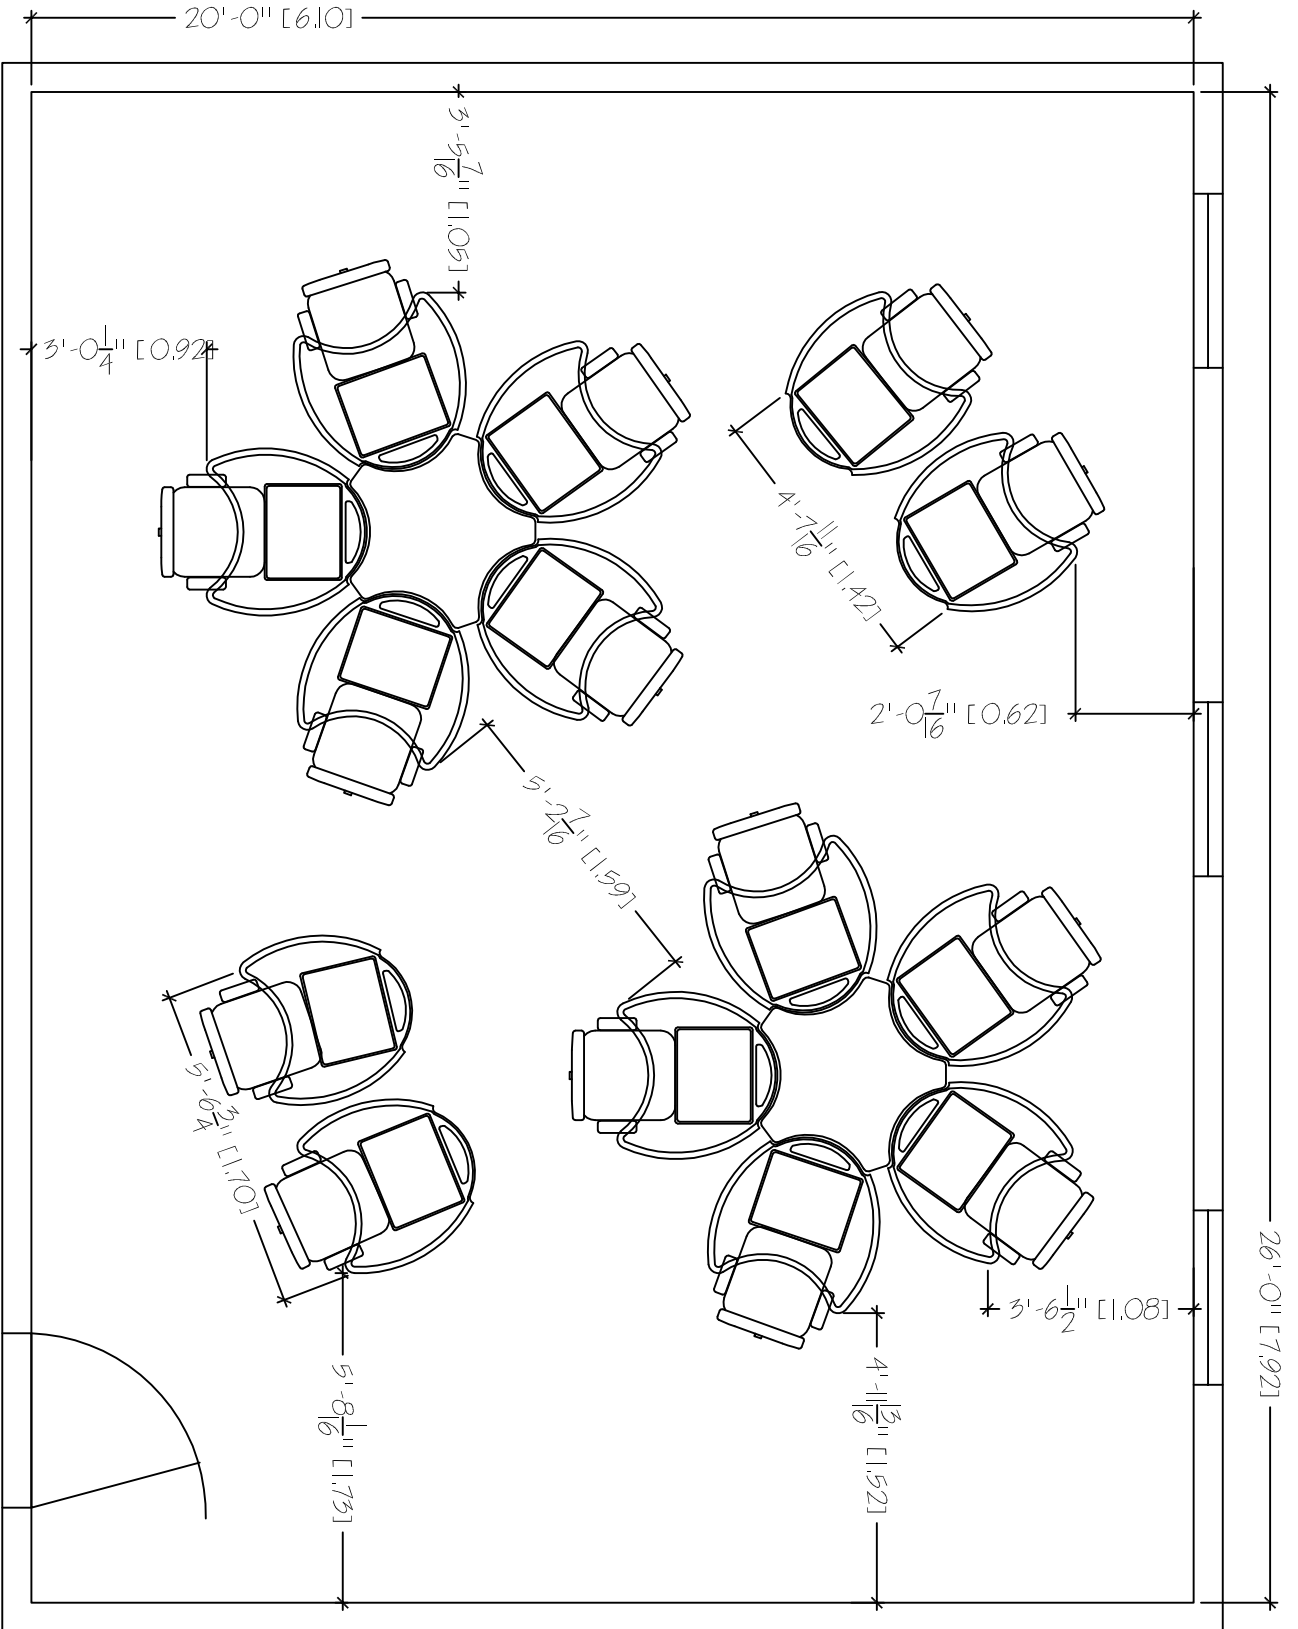 20'-0" [6.10]
3'-5 7/16" [1.05]
3'-0 1/4" [0.92]
4'-7 11/16" [1.42]
2'-0 7/16" [0.62]
5'-2 7/16" [1.59]
5'-6 3/4" [1.70]
26'-0" [7.92]
3'-6 1/2" [1.08]
5'-8 1/16" [1.73]
4'-11 13/16" [1.52]